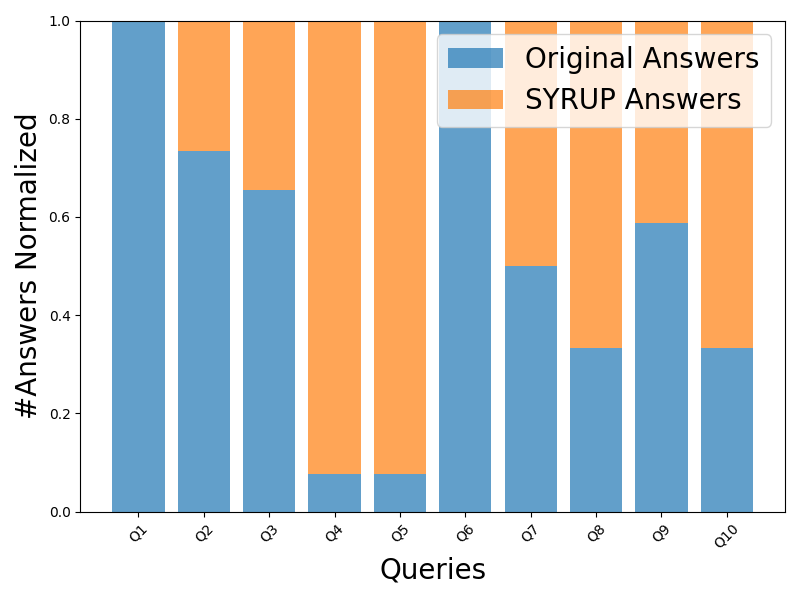 Original Answers
SYRUP Answers
#Answers Normalized
1.0
0.8
0.6
0.4
0.2
0.0
Q1 Q2 Q3 Q4 Q5 Q6 Q7 Q8 Q9 Q10
Queries